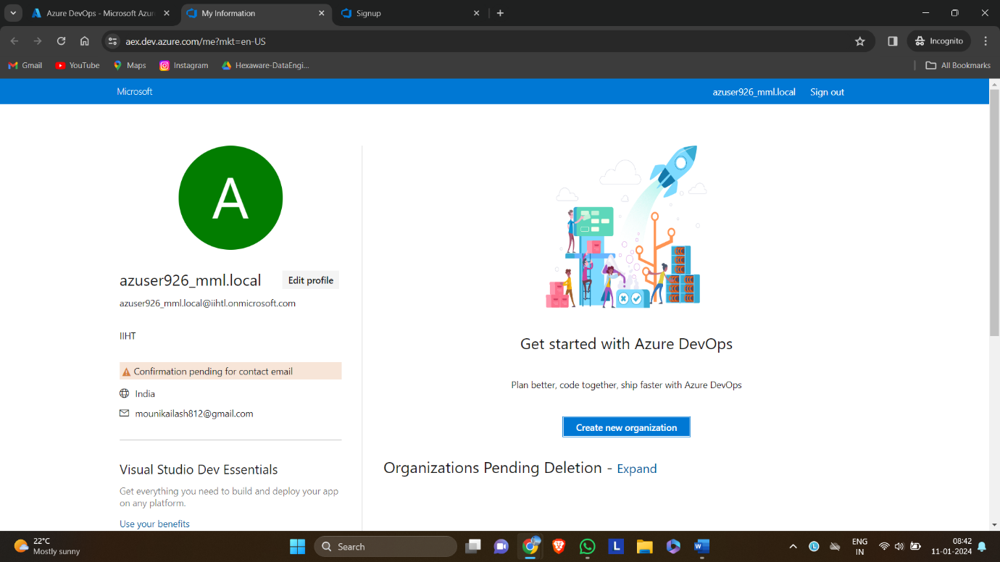 Azure DevOps - Microsoft Azur
My Information
Signup
aex.dev.azure.com/me?mkt=en-US
Incognito
Gmail
YouTube
Maps
Instagram
Hexaware-DataEngi...
All Bookmarks
Microsoft
azuser926_mml.local
Sign out
A
azuser926_mml.local
Edit profile
azuser926_mml.local@iihtl.onmicrosoft.com
IIHT
Confirmation pending for contact email
India
mounikailash812@gmail.com
Visual Studio Dev Essentials
Get everything you need to build and deploy your app
on any platform.
Use your benefits
Get started with Azure DevOps
Plan better, code together, ship faster with Azure DevOps
Create new organization
Organizations Pending Deletion - Expand
22°C
Mostly sunny
Search
L
W
L
ENG
IN
08:42
11-01-2024